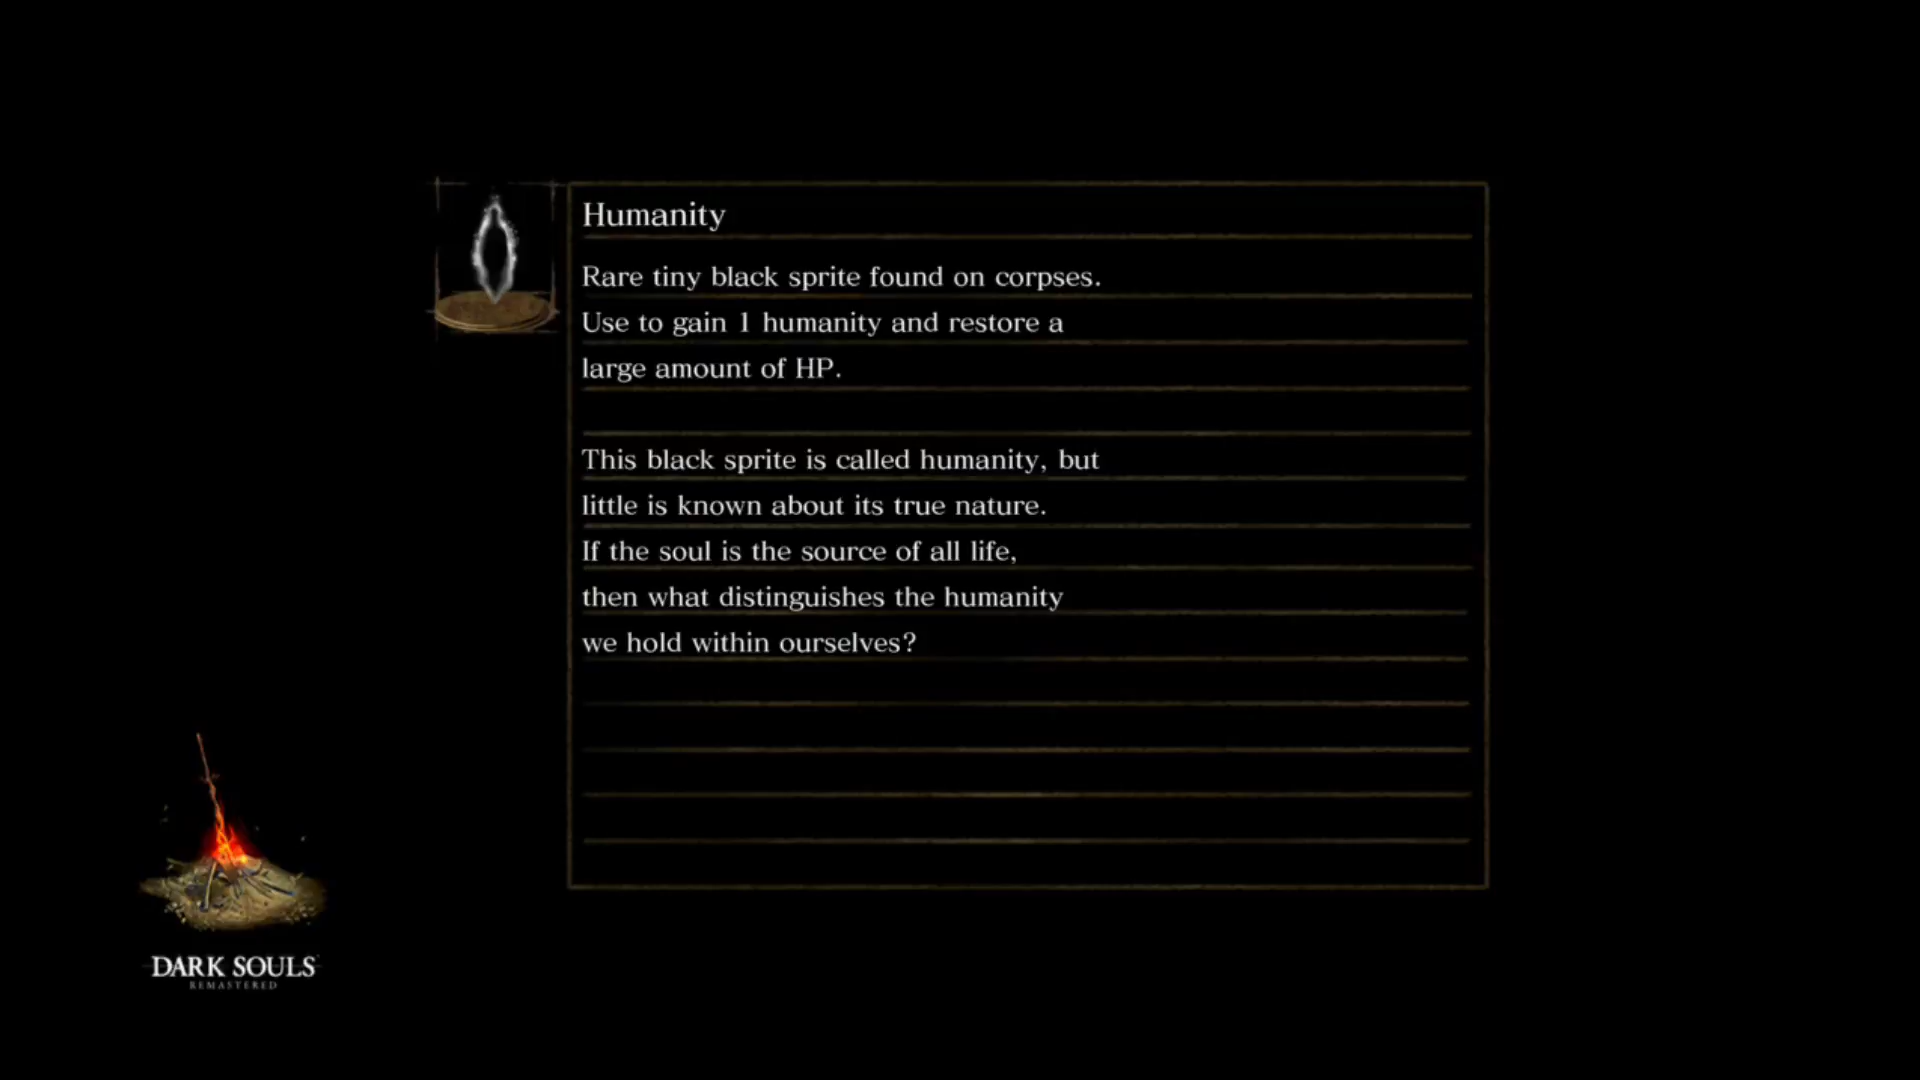 Humanity
Rare tiny black sprite found on corpses.
Use to gain 1 humanity and restore a
large amount of HP.
This black sprite is called humanity, but
little is known about its true nature.
If the soul is the source of all life,
then what distinguishes the humanity
we hold within ourselves?
DARK SOULS
REMASTERED